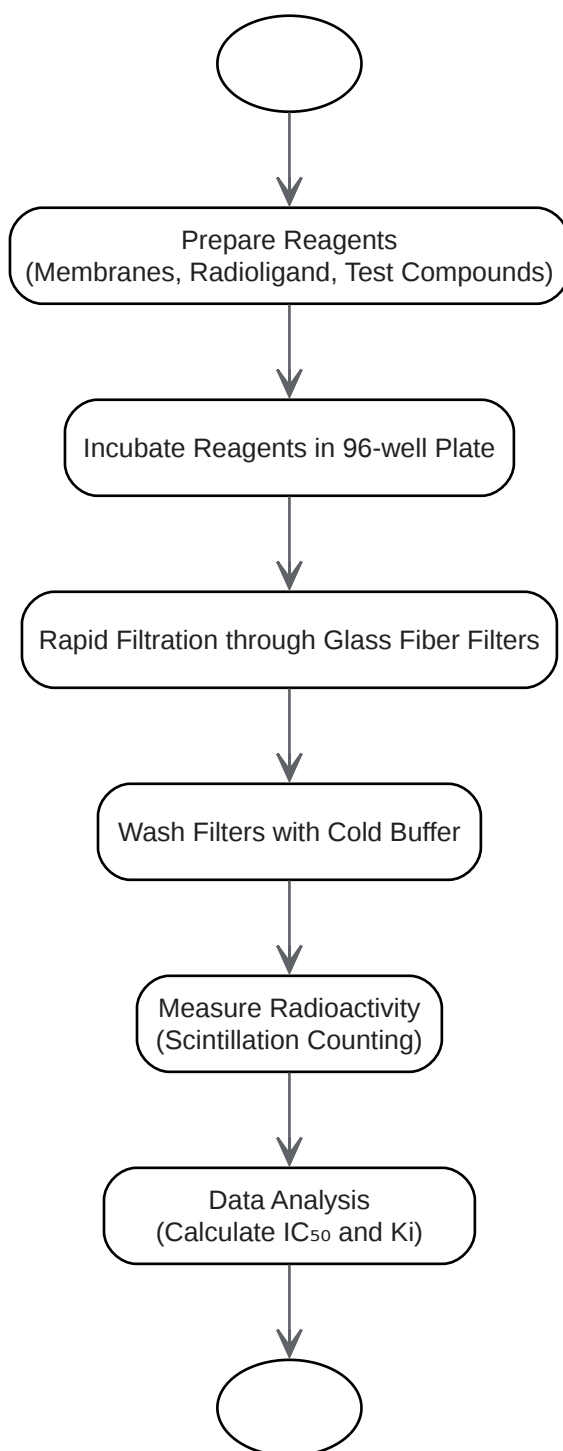 Prepare Reagents
(Membranes, Radioligand, Test Compounds)
Incubate Reagents in 96-well Plate
Rapid Filtration through Glass Fiber Filters
Wash Filters with Cold Buffer
Measure Radioactivity
(Scintillation Counting)
Data Analysis
(Calculate IC₅₀ and Ki)